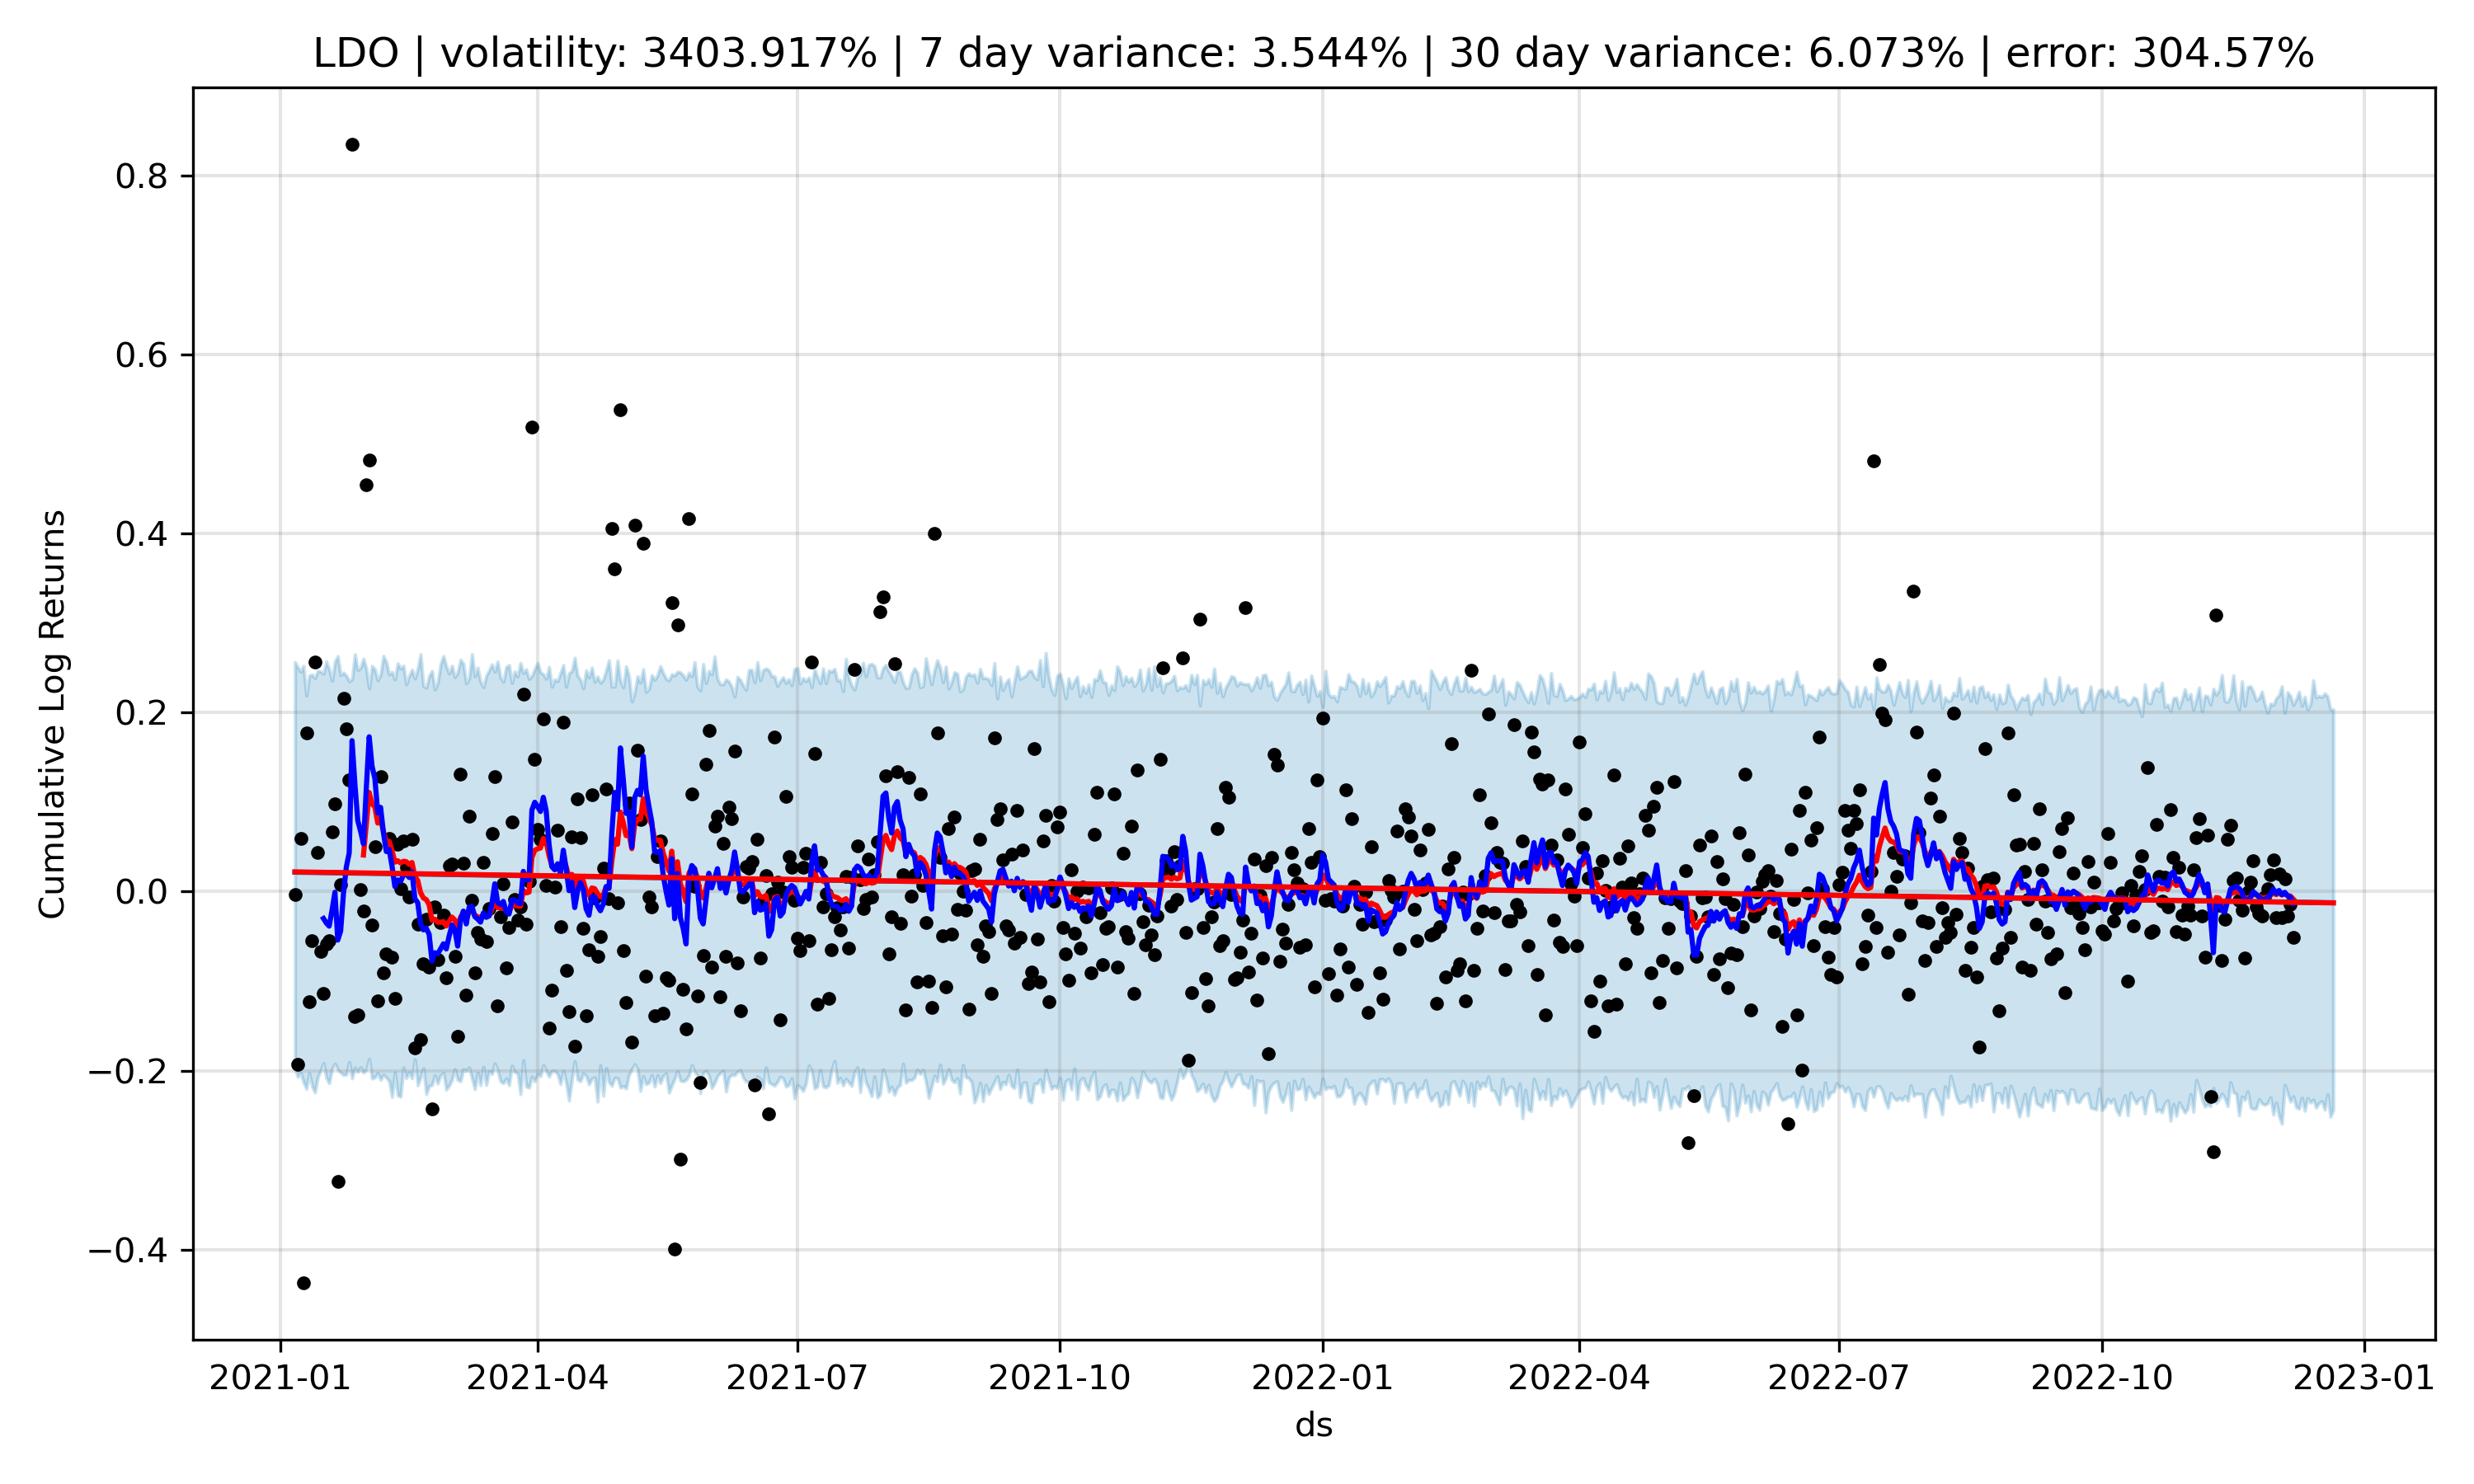 LDO | volatility: 3403.917% | 7 day variance: 3.544% | 30 day variance: 6.073% | error: 304.57%
Cumulative Log Returns
0.8
0.6
0.4
0.2
0.0
−0.2
−0.4
2021-01 2021-04 2021-07 2021-10 2022-01 2022-04 2022-07 2022-10 2023-01
ds